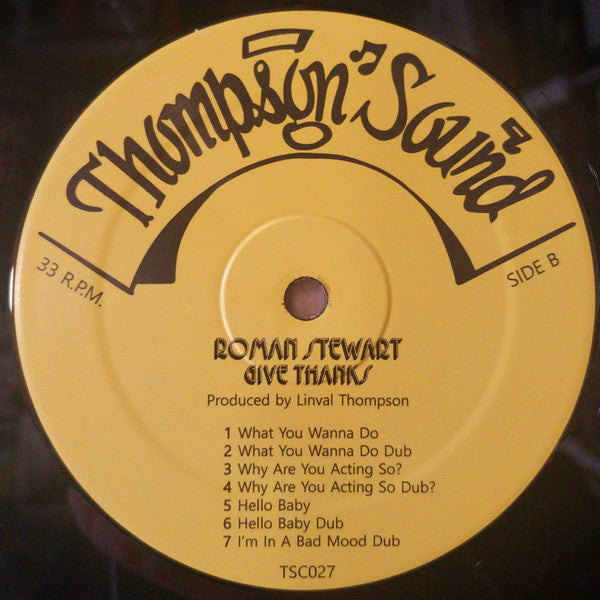 Thompson Sound
33 R.P.M.
SIDE B
ROMAN STEWART
GIVE THANKS
Produced by Linval Thompson
1 What You Wanna Do
2 What You Wanna Do Dub
3 Why Are You Acting So?
4 Why Are You Acting So Dub?
5 Hello Baby
6 Hello Baby Dub
7 I'm In A Bad Mood Dub
TSC027